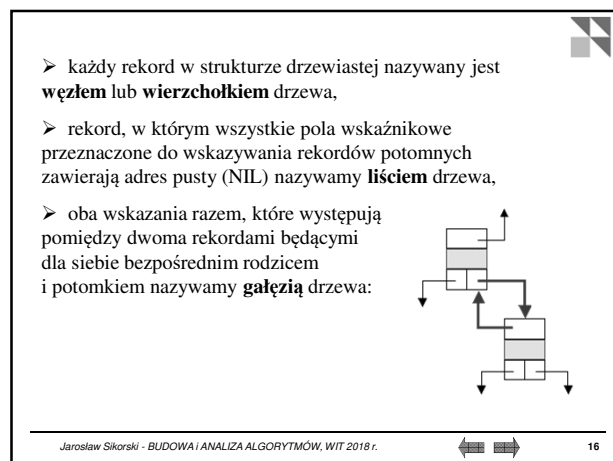 ➢ każdy rekord w strukturze drzewiastej nazywany jest
węzłem lub wierzchołkiem drzewa,
➢ rekord, w którym wszystkie pola wskaźnikowe
przeznaczone do wskazywania rekordów potomnych
zawierają adres pusty (NIL) nazywamy liściem drzewa,
➢ oba wskazania razem, które występują
pomiędzy dwoma rekordami będącymi
dla siebie bezpośrednim rodzicem
i potomkiem nazywamy gałęzią drzewa:
Jarosław Sikorski - BUDOWA i ANALIZA ALGORYTMÓW, WIT 2018 r.
16